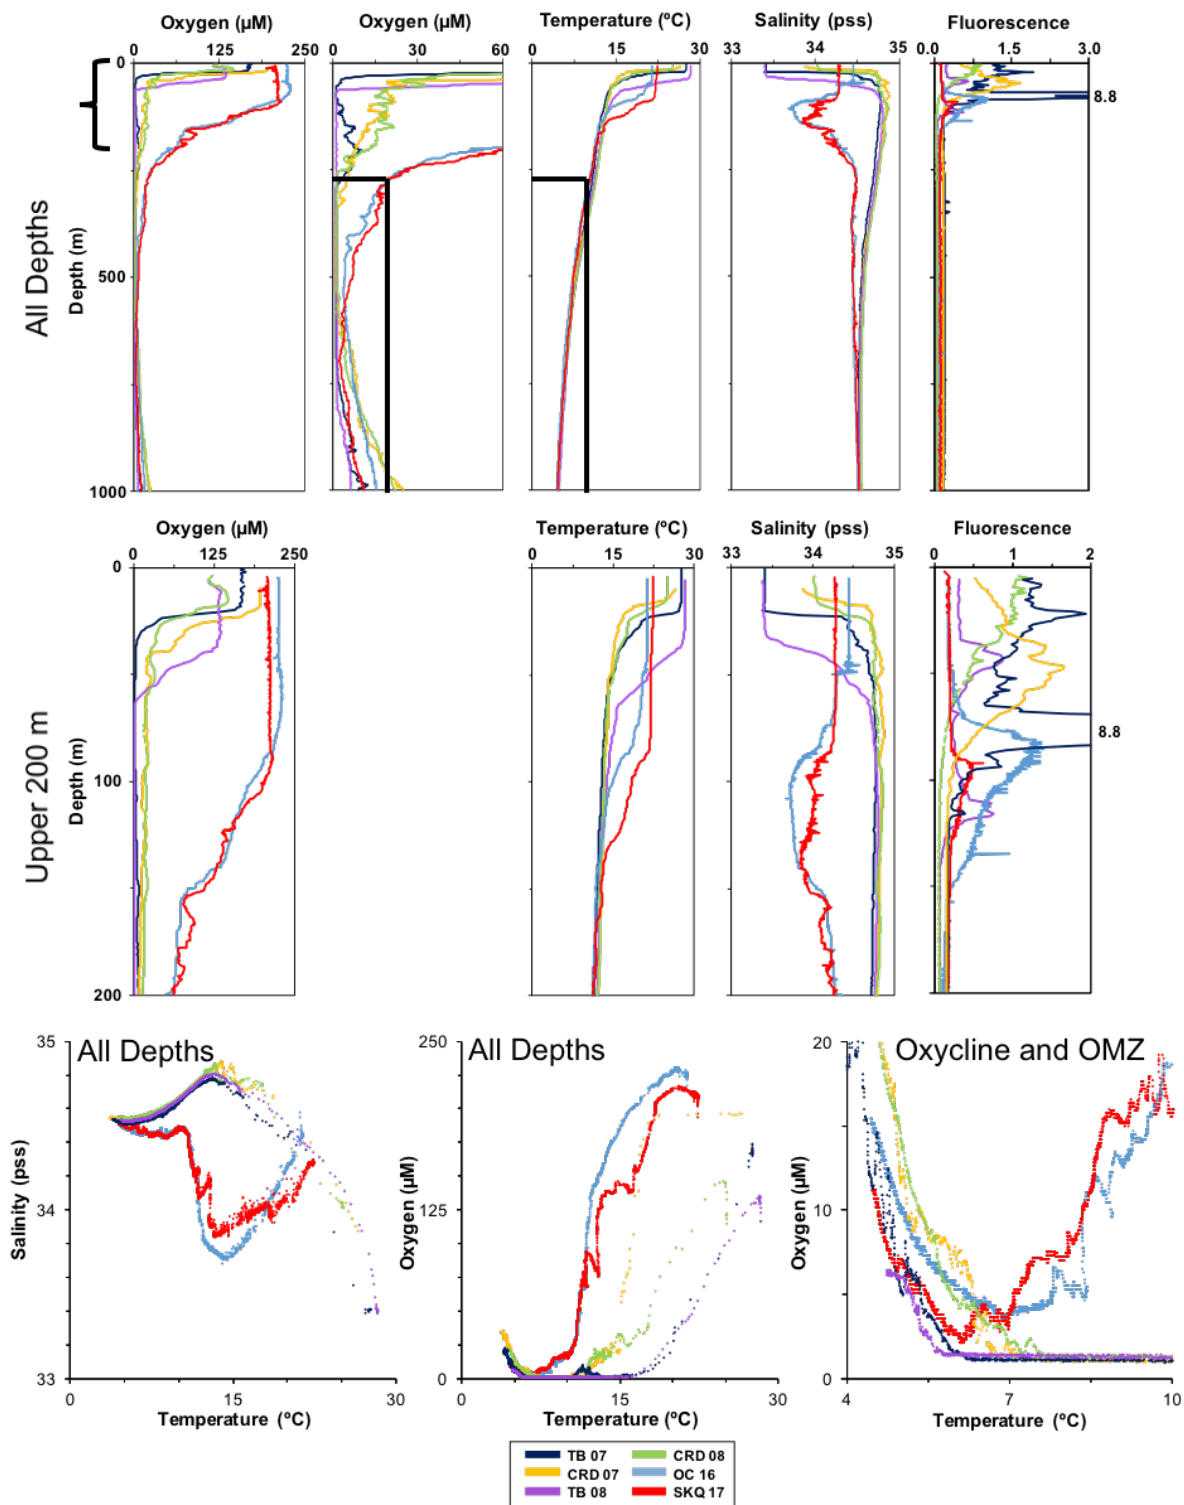 Oxygen (µM)
0 125 250
Oxygen (µM)
0 30 60
Temperature (ºC)
0 15 30
Salinity (pss)
33 34 35
Fluorescence
0.0 1.5 3.0
0
500
1000
Depth (m)
All Depths
8.8
Oxygen (µM)
0 125 250
Temperature (ºC)
0 15 30
Salinity (pss)
33 34 35
Fluorescence
0 1 2
0
100
200
Depth (m)
Upper 200 m
8.8
All Depths
35
34
33
Salinity (pss)
0 15 30
Temperature (ºC)
All Depths
250
125
0
Oxygen (µM)
0 15 30
Temperature (ºC)
Oxycline and OMZ
20
10
0
Oxygen (µM)
4 7 10
Temperature (ºC)
TB 07
CRD 08
CRD 07
OC 16
TB 08
SKQ 17